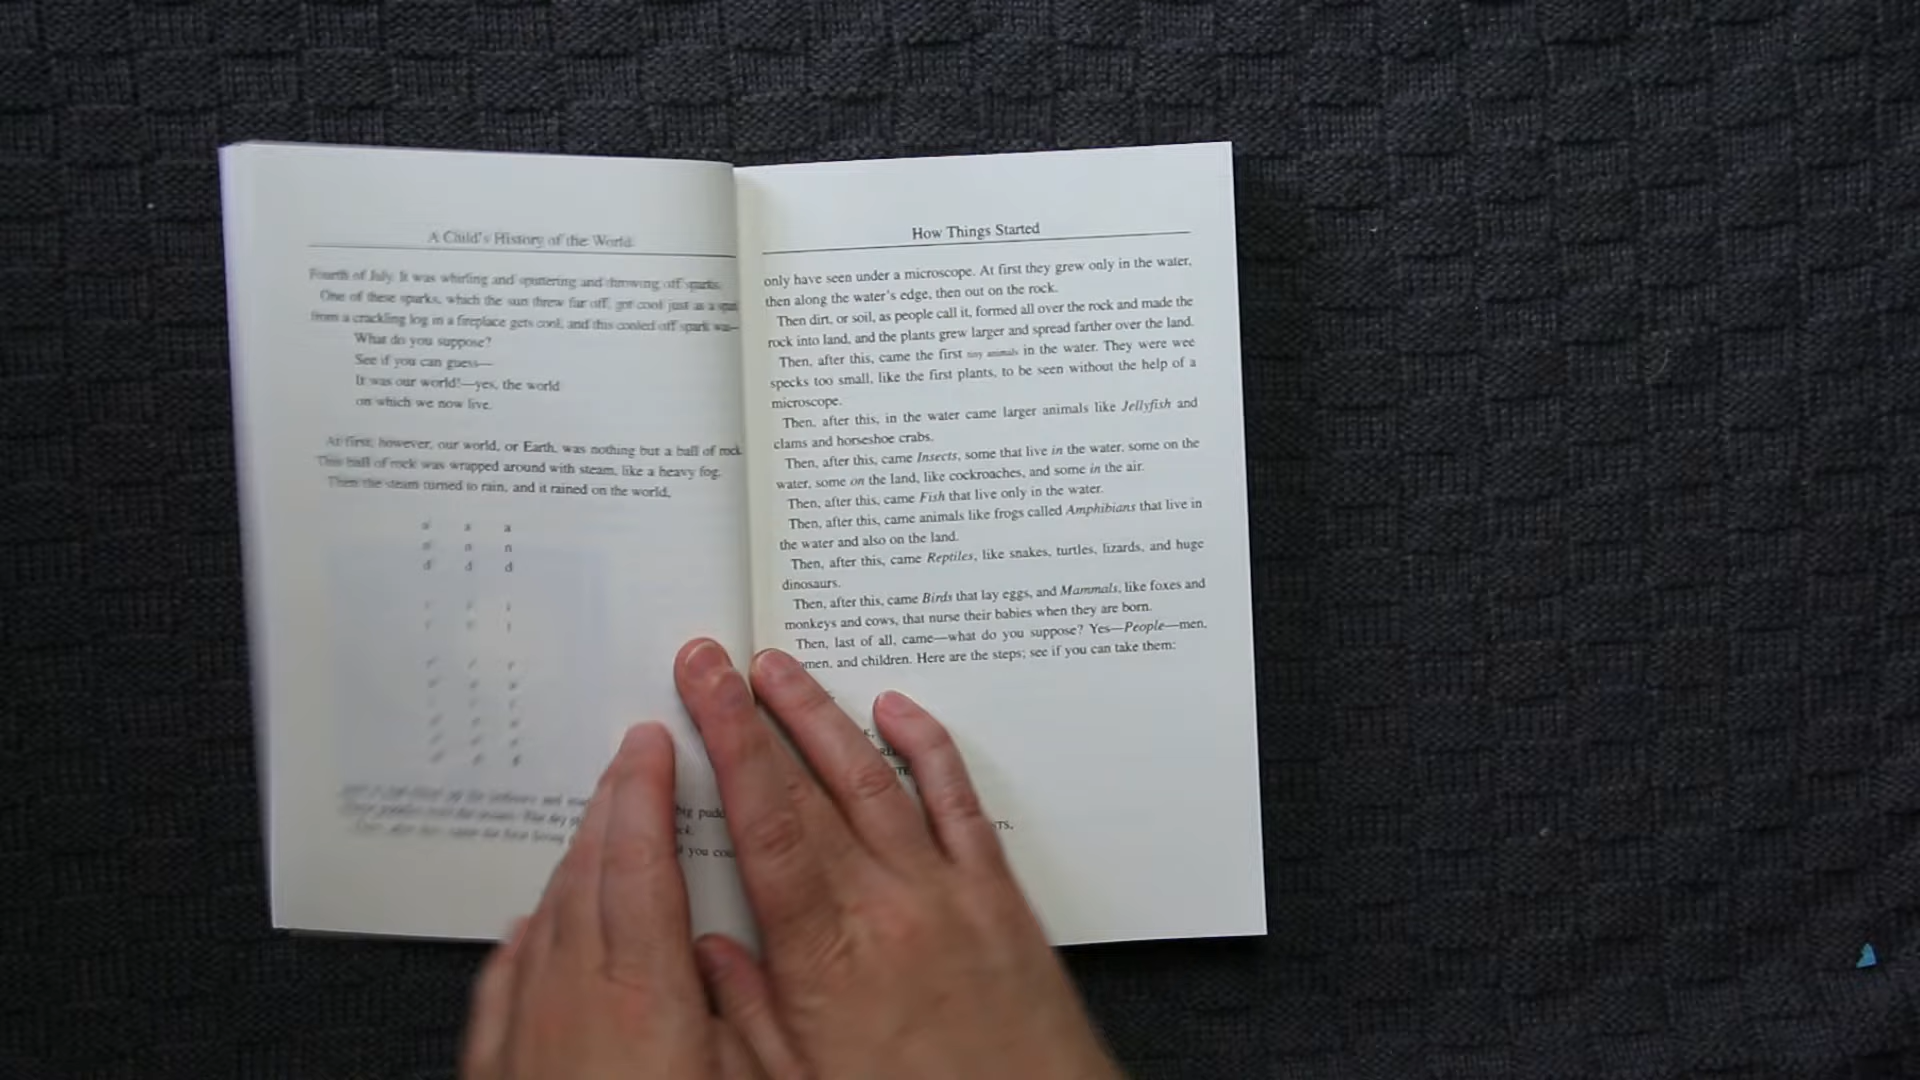 A Child's History of the World
Fourth of July. It was whirling and sputtering and throwing off sparks.
One of these sparks, which the sun threw far off, got cool just as a spark
from a crackling log in a fireplace gets cool, and this cooled off spark was—
What do you suppose?
See if you can guess—
It was our world!—yes, the world
on which we now live.
At first, however, our world, or Earth, was nothing but a ball of rock.
This ball of rock was wrapped around with steam, like a heavy fog.
Then the steam turned to rain, and it rained on the world,
a a a
n n n
d d d
big pudd
ck.
f you cou
How Things Started
only have seen under a microscope. At first they grew only in the water,
then along the water's edge, then out on the rock.
Then dirt, or soil, as people call it, formed all over the rock and made the
rock into land, and the plants grew larger and spread farther over the land.
Then, after this, came the first tiny animals in the water. They were wee
specks too small, like the first plants, to be seen without the help of a
microscope.
Then, after this, in the water came larger animals like Jellyfish and
clams and horseshoe crabs.
Then, after this, came Insects, some that live in the water, some on the
water, some on the land, like cockroaches, and some in the air.
Then, after this, came Fish that live only in the water.
Then, after this, came animals like frogs called Amphibians that live in
the water and also on the land.
Then, after this, came Reptiles, like snakes, turtles, lizards, and huge
dinosaurs.
Then, after this, came Birds that lay eggs, and Mammals, like foxes and
monkeys and cows, that nurse their babies when they are born.
Then, last of all, came—what do you suppose? Yes—People—men,
omen, and children. Here are the steps; see if you can take them:
K,
TS,